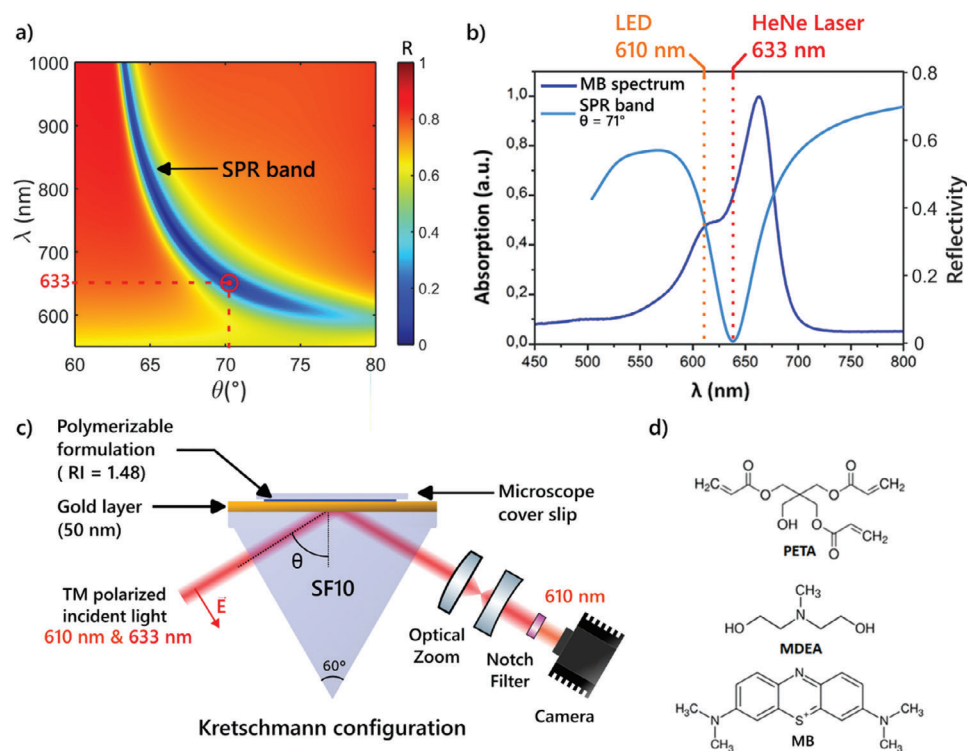 a)
R
1000
900
800
700
633
600
λ (nm)
SPR band
60
65
70
75
80
θ(°)
1
0.8
0.6
0.4
0.2
0
b)
LED
610 nm
HeNe Laser
633 nm
MB spectrum
SPR band
θ = 71°
1,0
0,8
0,6
0,4
0,2
0,0
Absorption (a.u.)
0.8
0.6
0.4
0.2
0
Reflectivity
450
500
550
600
650
700
750
800
λ (nm)
c)
Polymerizable
formulation
( RI = 1.48)
Gold layer
(50 nm)
Microscope
cover slip
θ
SF10
TM polarized
incident light
610 nm & 633 nm
E
60°
610 nm
Optical
Zoom
Notch
Filter
Camera
Kretschmann configuration
d)
H₂C
O
O
O
O
CH₂
OH
O
O
CH₂
PETA
CH₃
HO
N
OH
MDEA
N
H₃C
N
CH₃
S⁺
N
CH₃
CH₃
MB